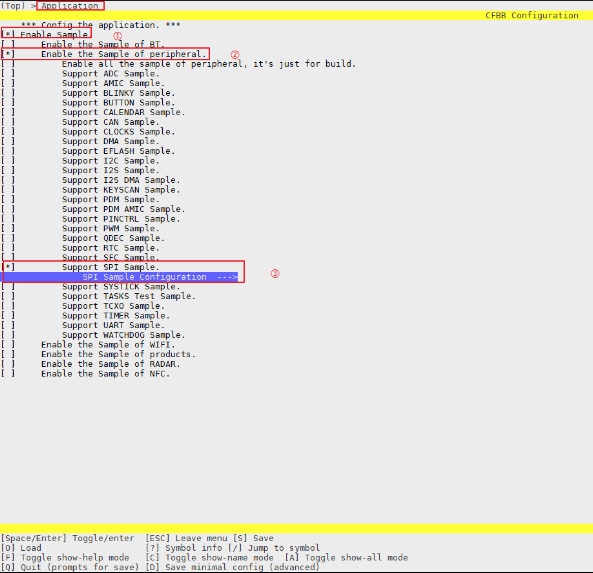 (Top) > Application
CFBB Configuration
*** Config the application. ***
[*] Enable Sample. ①
[ ] Enable the Sample of BT.
[*] Enable the Sample of peripheral. ②
[ ] Enable all the sample of peripheral, it's just for build.
[ ] Support ADC Sample.
[ ] Support AMIC Sample.
[ ] Support BLINKY Sample.
[ ] Support BUTTON Sample.
[ ] Support CALENDAR Sample.
[ ] Support CAN Sample.
[ ] Support CLOCKS Sample.
[ ] Support DMA Sample.
[ ] Support EFLASH Sample.
[ ] Support I2C Sample.
[ ] Support I2S Sample.
[ ] Support I2S DMA Sample.
[ ] Support KEYSCAN Sample.
[ ] Support PDM Sample.
[ ] Support PDM AMIC Sample.
[ ] Support PINCTRL Sample.
[ ] Support PWM Sample.
[ ] Support QDEC Sample.
[ ] Support RTC Sample.
[ ] Support SFC Sample.
[*] Support SPI Sample.
SPI Sample Configuration ---> ③
[ ] Support SYSTICK Sample.
[ ] Support TASKS Test Sample.
[ ] Support TCXO Sample.
[ ] Support TIMER Sample.
[ ] Support UART Sample.
[ ] Support WATCHDOG Sample.
[ ] Enable the Sample of WIFI.
[ ] Enable the Sample of products.
[ ] Enable the Sample of RADAR.
[ ] Enable the Sample of NFC.
[Space/Enter] Toggle/enter [ESC] Leave menu [S] Save
[O] Load [?] Symbol info [/] Jump to symbol
[F] Toggle show-help mode [C] Toggle show-name mode [A] Toggle show-all mode
[Q] Quit (prompts for save) [D] Save minimal config (advanced)